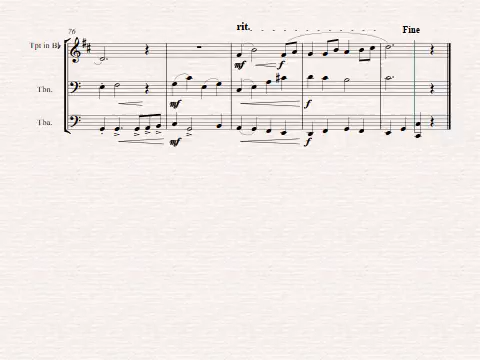 rit.
Fine
76
Tpt in B♭
mf
f
Tbn.
mf
f
Tba.
mf
f